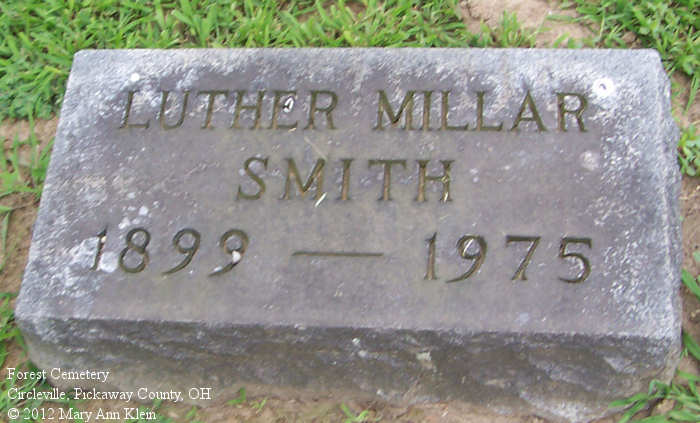 LUTHER MILLAR
SMITH
1899 — 1975
Forest Cemetery
Circleville, Pickaway County, OH
© 2012 Mary Ann Klein